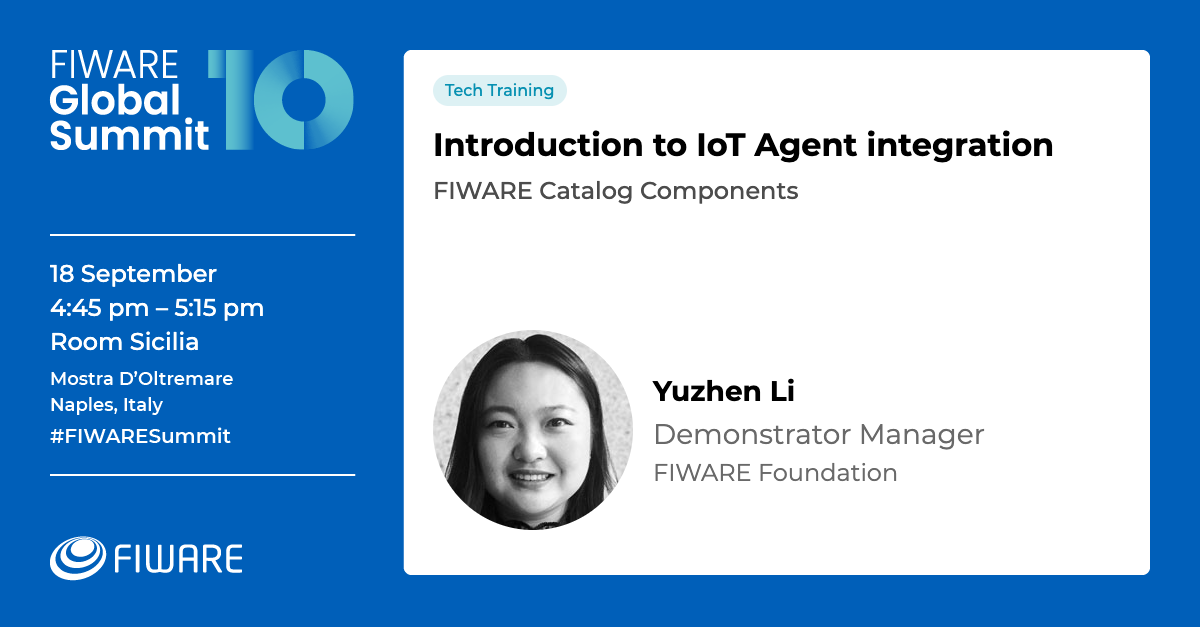 FIWARE
Global
Summit
10
18 September
4:45 pm – 5:15 pm
Room Sicilia
Mostra D’Oltremare
Naples, Italy
#FIWARESummit
FIWARE
Tech Training
Introduction to IoT Agent integration
FIWARE Catalog Components
Yuzhen Li
Demonstrator Manager
FIWARE Foundation